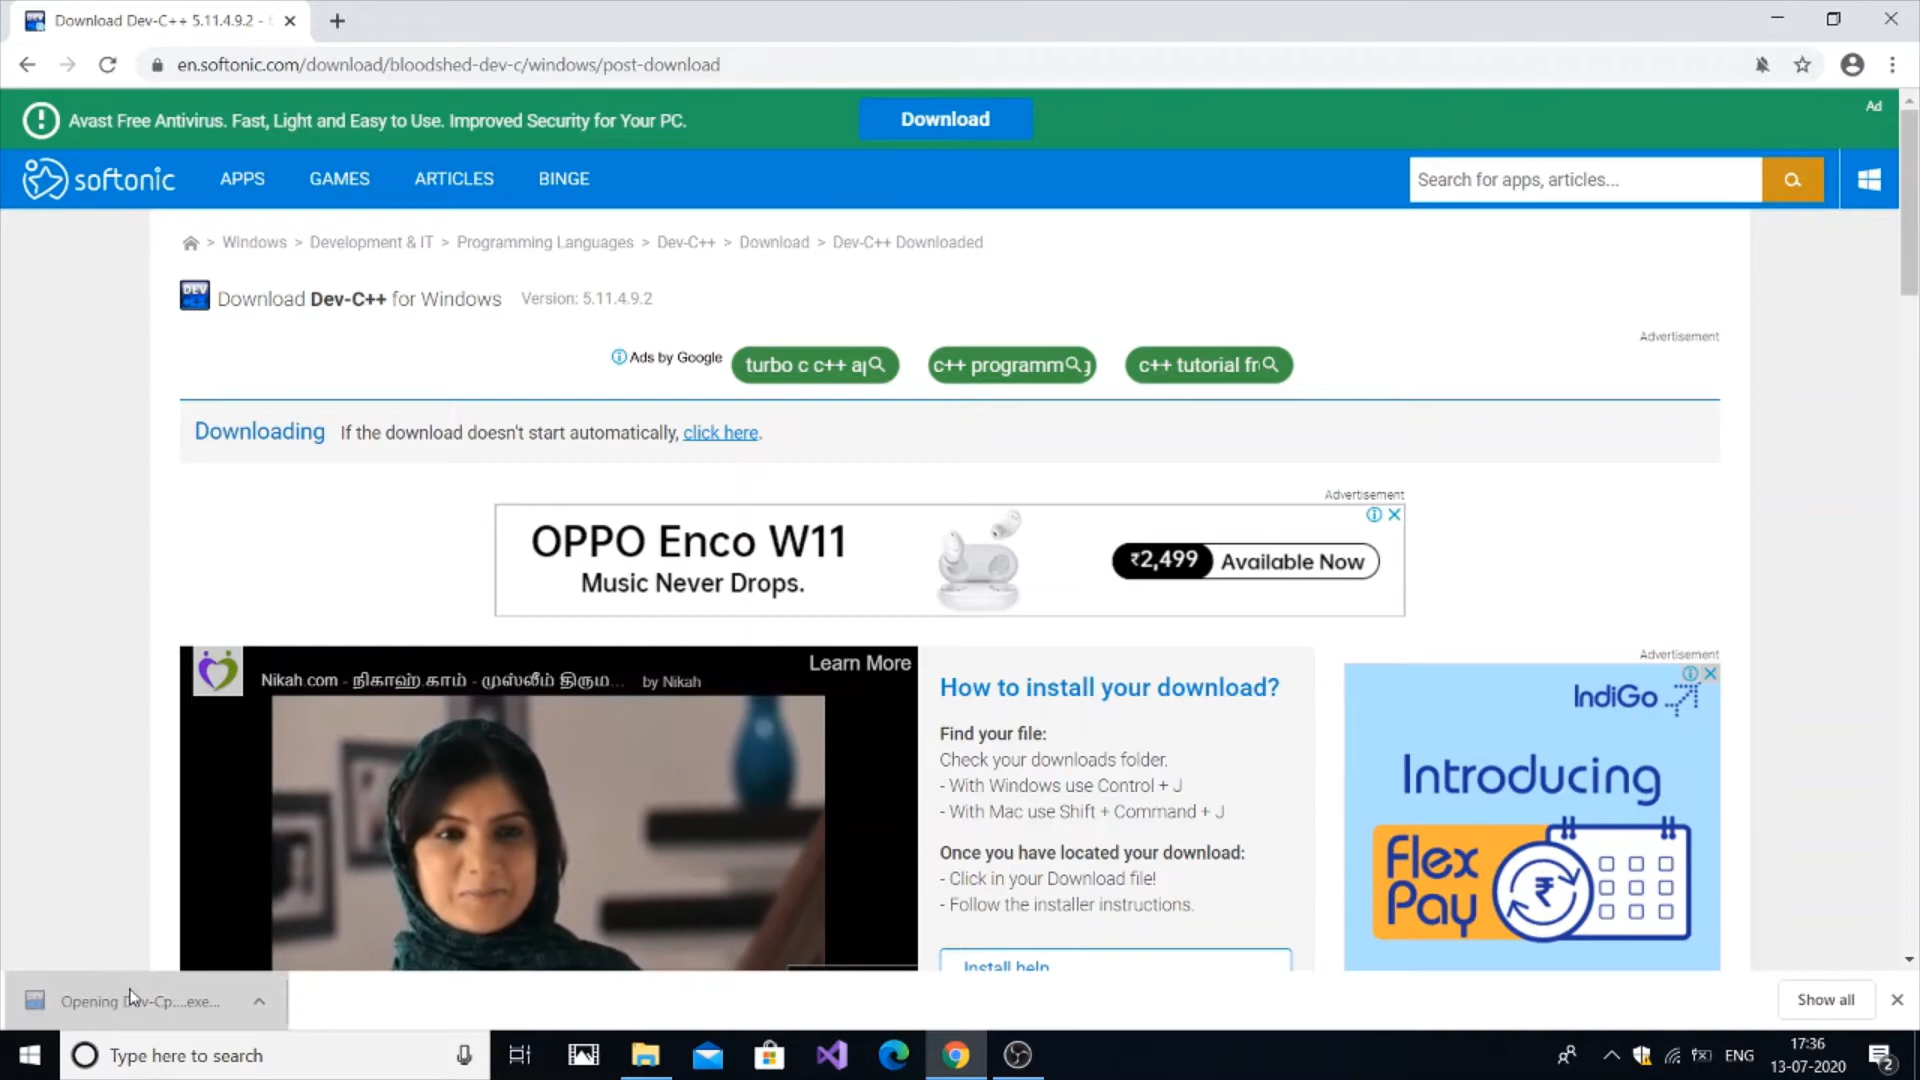 Download Dev-C++ 5.11.4.9.2 -
en.softonic.com/download/bloodshed-dev-c/windows/post-download
Avast Free Antivirus. Fast, Light and Easy to Use. Improved Security for Your PC.
Download
Ad
softonic
APPS
GAMES
ARTICLES
BINGE
Search for apps, articles...
> Windows > Development & IT > Programming Languages > Dev-C++ > Download > Dev-C++ Downloaded
DEV
Download Dev-C++ for Windows Version: 5.11.4.9.2
Advertisement
Ads by Google
turbo c c++ a
c++ programm
c++ tutorial fr
Downloading If the download doesn't start automatically, click here.
Advertisement
OPPO Enco W11
Music Never Drops.
₹2,499 Available Now
Nikah.com - நிகாஹ்.காம் - முஸ்லீம் திரும... by Nikah
Learn More
How to install your download?
Find your file:
Check your downloads folder.
- With Windows use Control + J
- With Mac use Shift + Command + J
Once you have located your download:
- Click in your Download file!
- Follow the installer instructions.
Install help
Advertisement
IndiGo
Introducing
Flex
Pay
₹
Opening Dev-Cp....exe...
Show all
Type here to search
ENG
17:36
13-07-2020
2